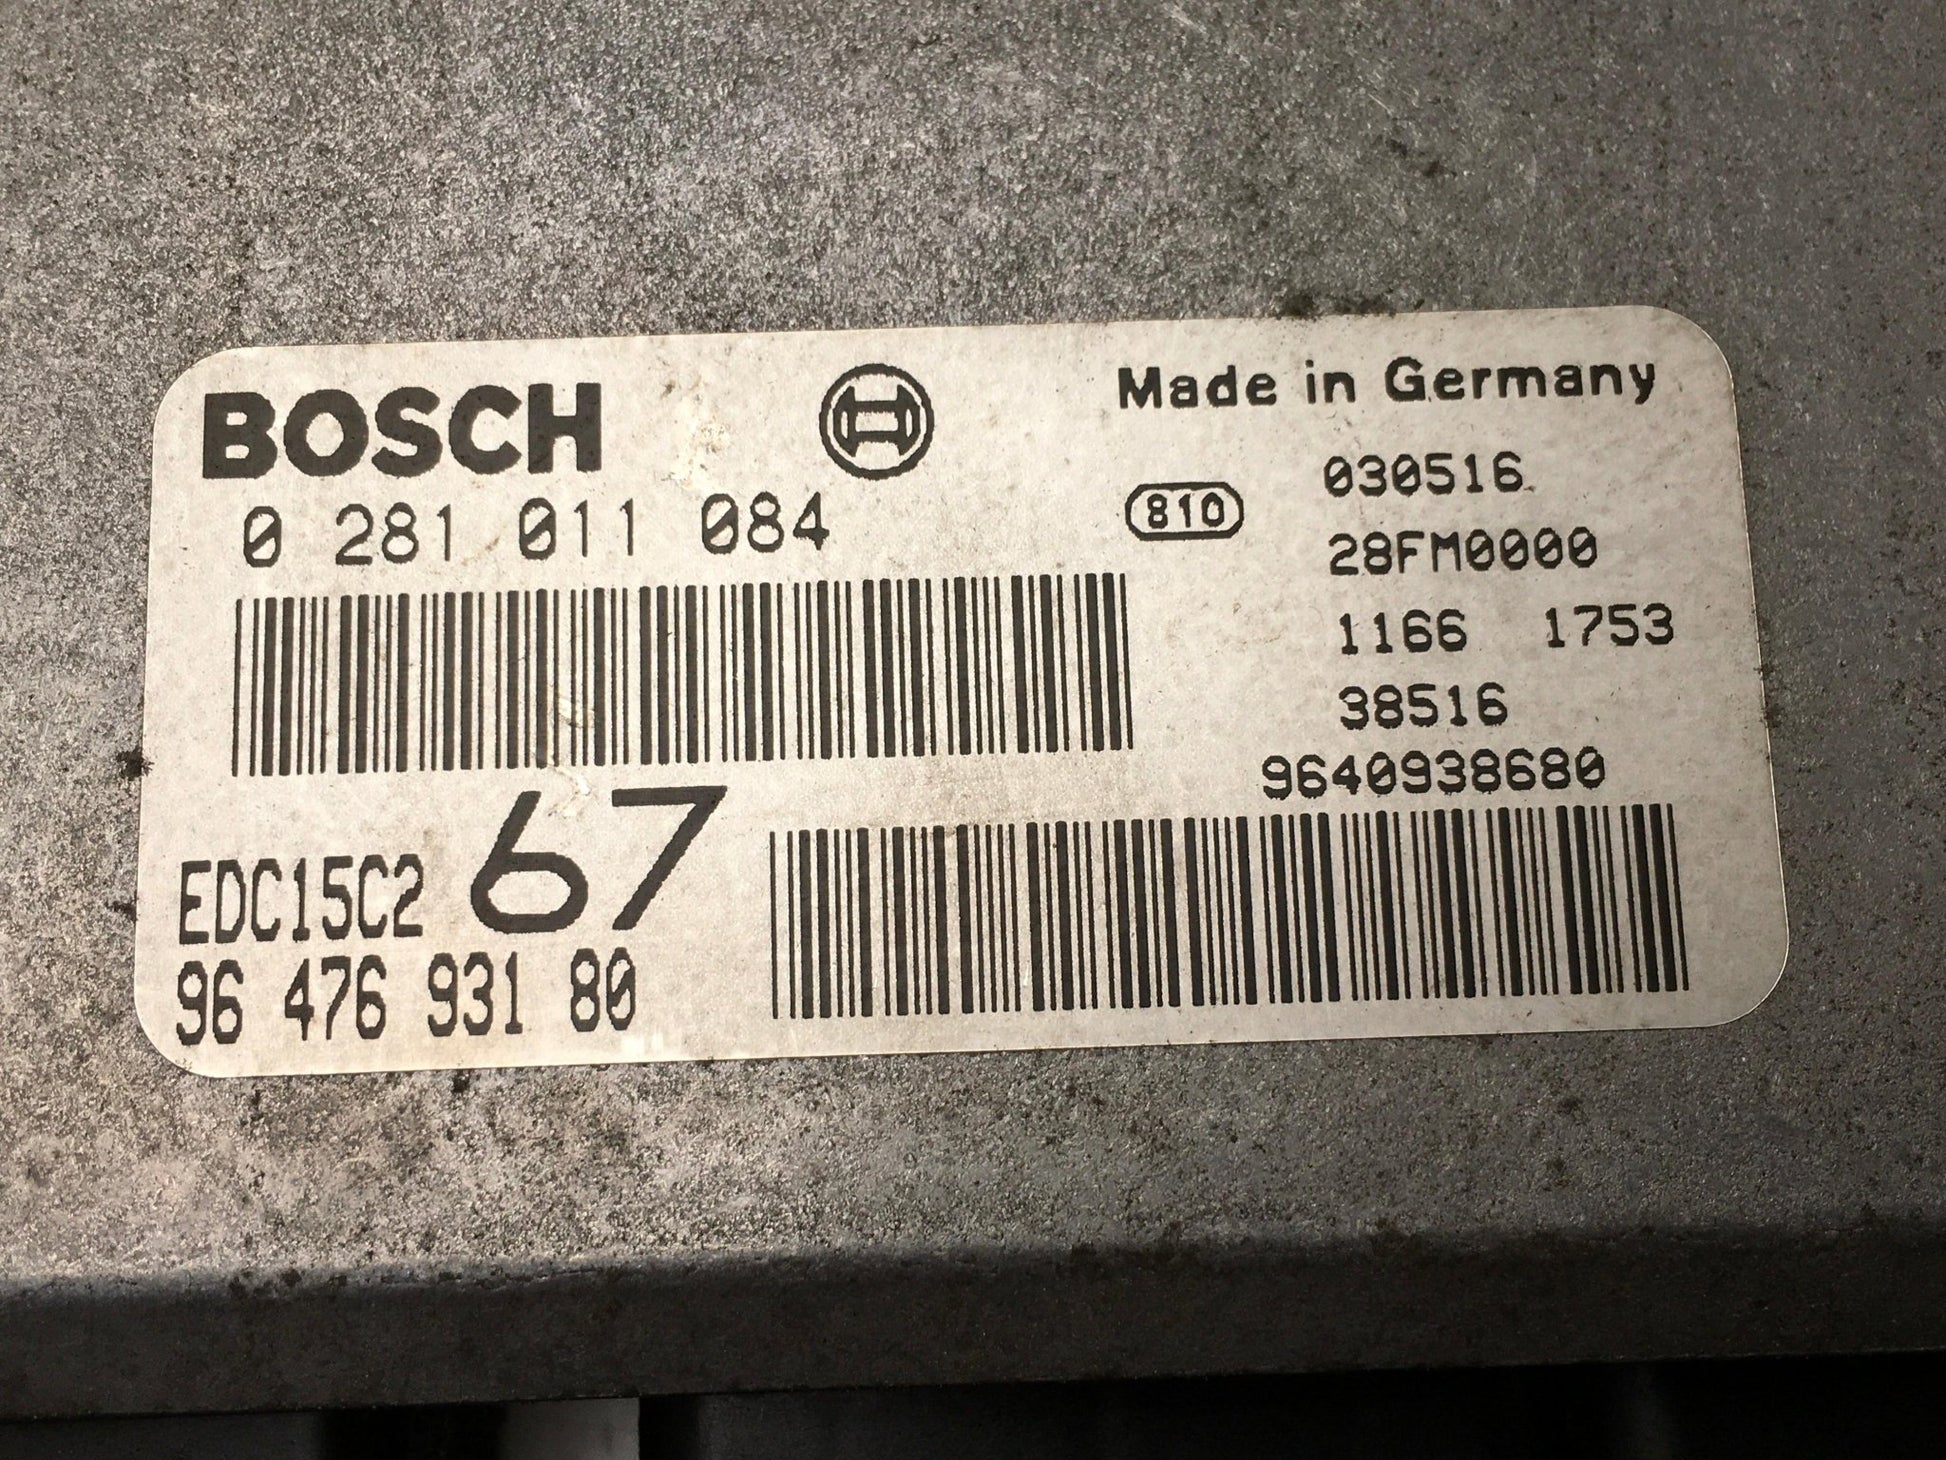 BOSCH
Made in Germany
0 281 011 084
810
030516
28FM0000
1166 1753
38516
9640938680
EDC15C2 67
96 476 931 80